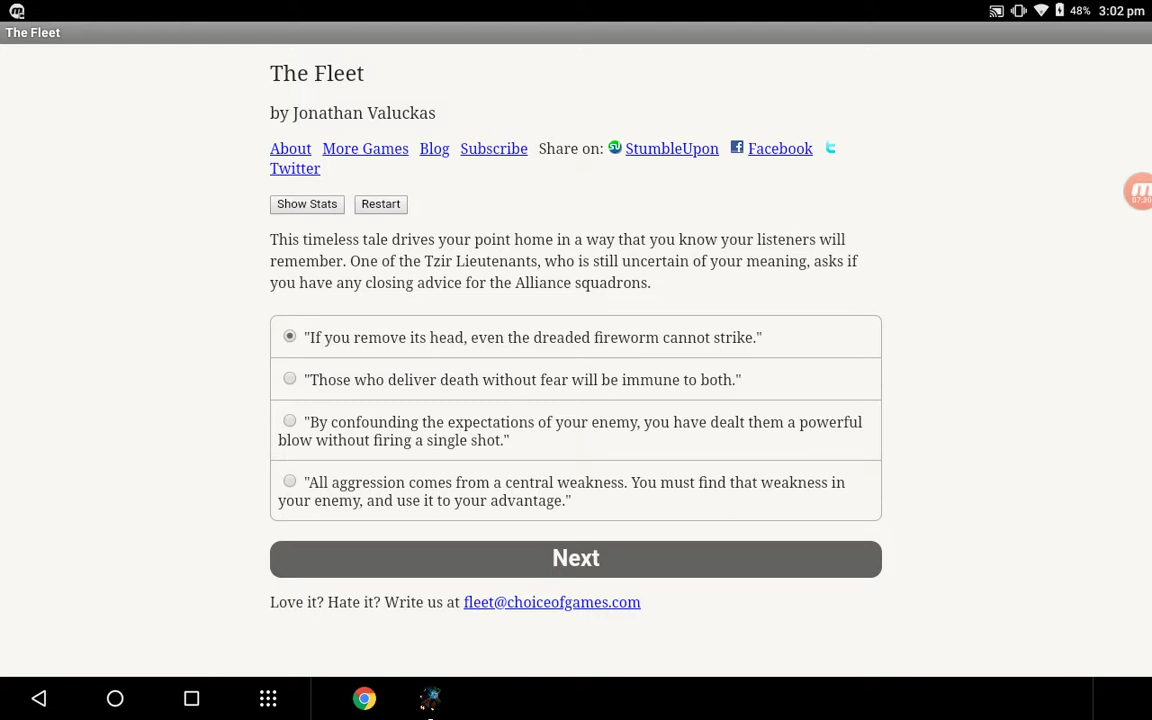 48% 3:02 pm
The Fleet
The Fleet
by Jonathan Valuckas
About More Games Blog Subscribe Share on: StumbleUpon Facebook
Twitter
Show Stats Restart
This timeless tale drives your point home in a way that you know your listeners will
remember. One of the Tzir Lieutenants, who is still uncertain of your meaning, asks if
you have any closing advice for the Alliance squadrons.
"If you remove its head, even the dreaded fireworm cannot strike."
"Those who deliver death without fear will be immune to both."
"By confounding the expectations of your enemy, you have dealt them a powerful
blow without firing a single shot."
"All aggression comes from a central weakness. You must find that weakness in
your enemy, and use it to your advantage."
Next
Love it? Hate it? Write us at fleet@choiceofgames.com